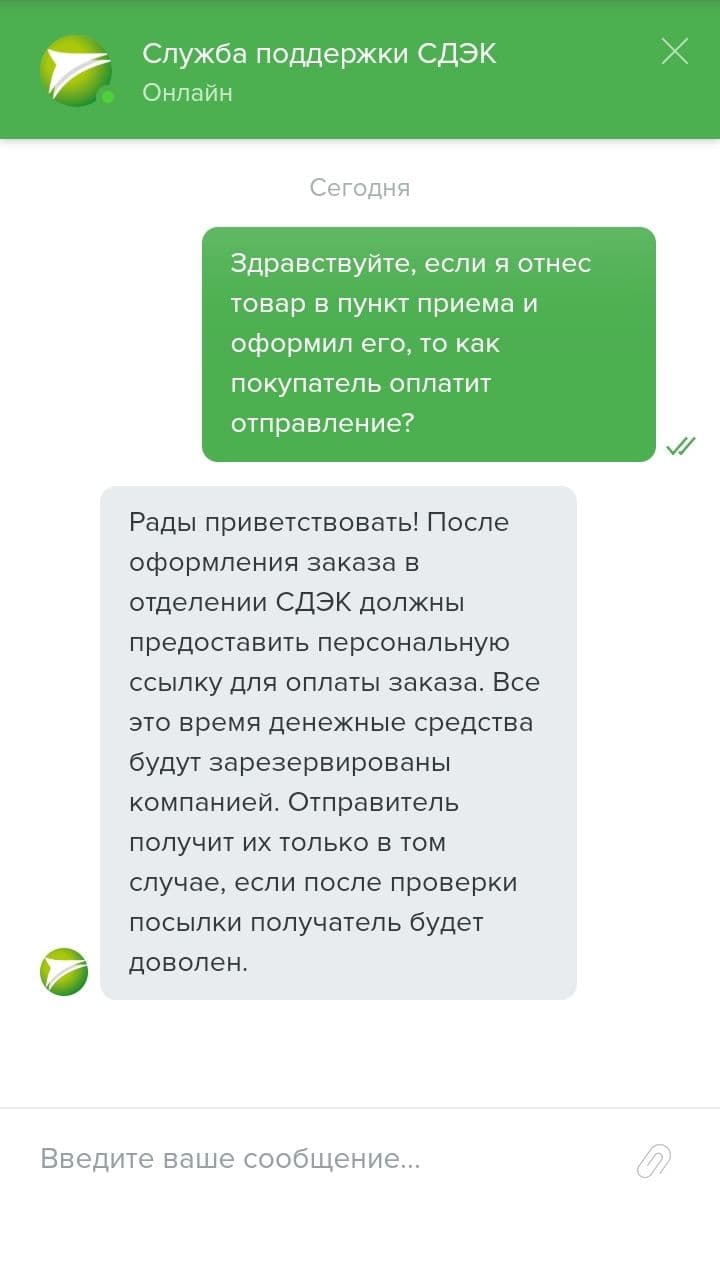 Служба поддержки СДЭК
Онлайн
Сегодня
Здравствуйте, если я отнес
товар в пункт приема и
оформил его, то как
покупатель оплатит
отправление?
Рады приветствовать! После
оформления заказа в
отделении СДЭК должны
предоставить персональную
ссылку для оплаты заказа. Все
это время денежные средства
будут зарезервированы
компанией. Отправитель
получит их только в том
случае, если после проверки
посылки получатель будет
доволен.
Введите ваше сообщение...